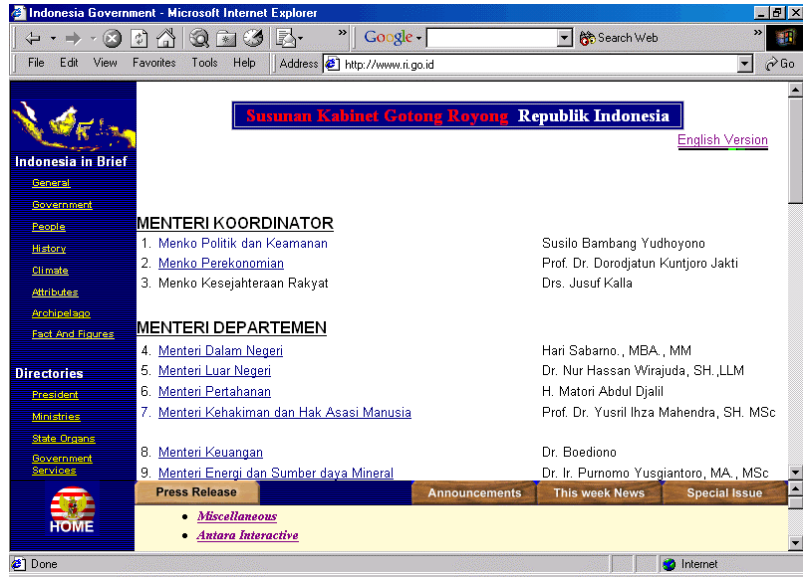 Indonesia Government - Microsoft Internet Explorer
Google
Search Web
File Edit View Favorites Tools Help Address http://www.ri.go.id Go
Susunan Kabinet Gotong Royong Republik Indonesia
English Version
Indonesia in Brief
General
Government
People
History
Climate
Attributes
Archipelago
Fact And Figures
Directories
President
Ministries
State Organs
Government
Services
HOME
MENTERI KOORDINATOR
1. Menko Politik dan Keamanan Susilo Bambang Yudhoyono
2. Menko Perekonomian Prof. Dr. Dorodjatun Kuntjoro Jakti
3. Menko Kesejahteraan Rakyat Drs. Jusuf Kalla
MENTERI DEPARTEMEN
4. Menteri Dalam Negeri Hari Sabarno., MBA., MM
5. Menteri Luar Negeri Dr. Nur Hassan Wirajuda, SH.,LLM
6. Menteri Pertahanan H. Matori Abdul Djalil
7. Menteri Kehakiman dan Hak Asasi Manusia Prof. Dr. Yusril Ihza Mahendra, SH. MSc
8. Menteri Keuangan Dr. Boediono
9. Menteri Energi dan Sumber daya Mineral Dr. Ir. Purnomo Yusgiantoro, MA., MSc
Press Release Announcements This week News Special Issue
Miscellaneous
Antara Interactive
Done Internet